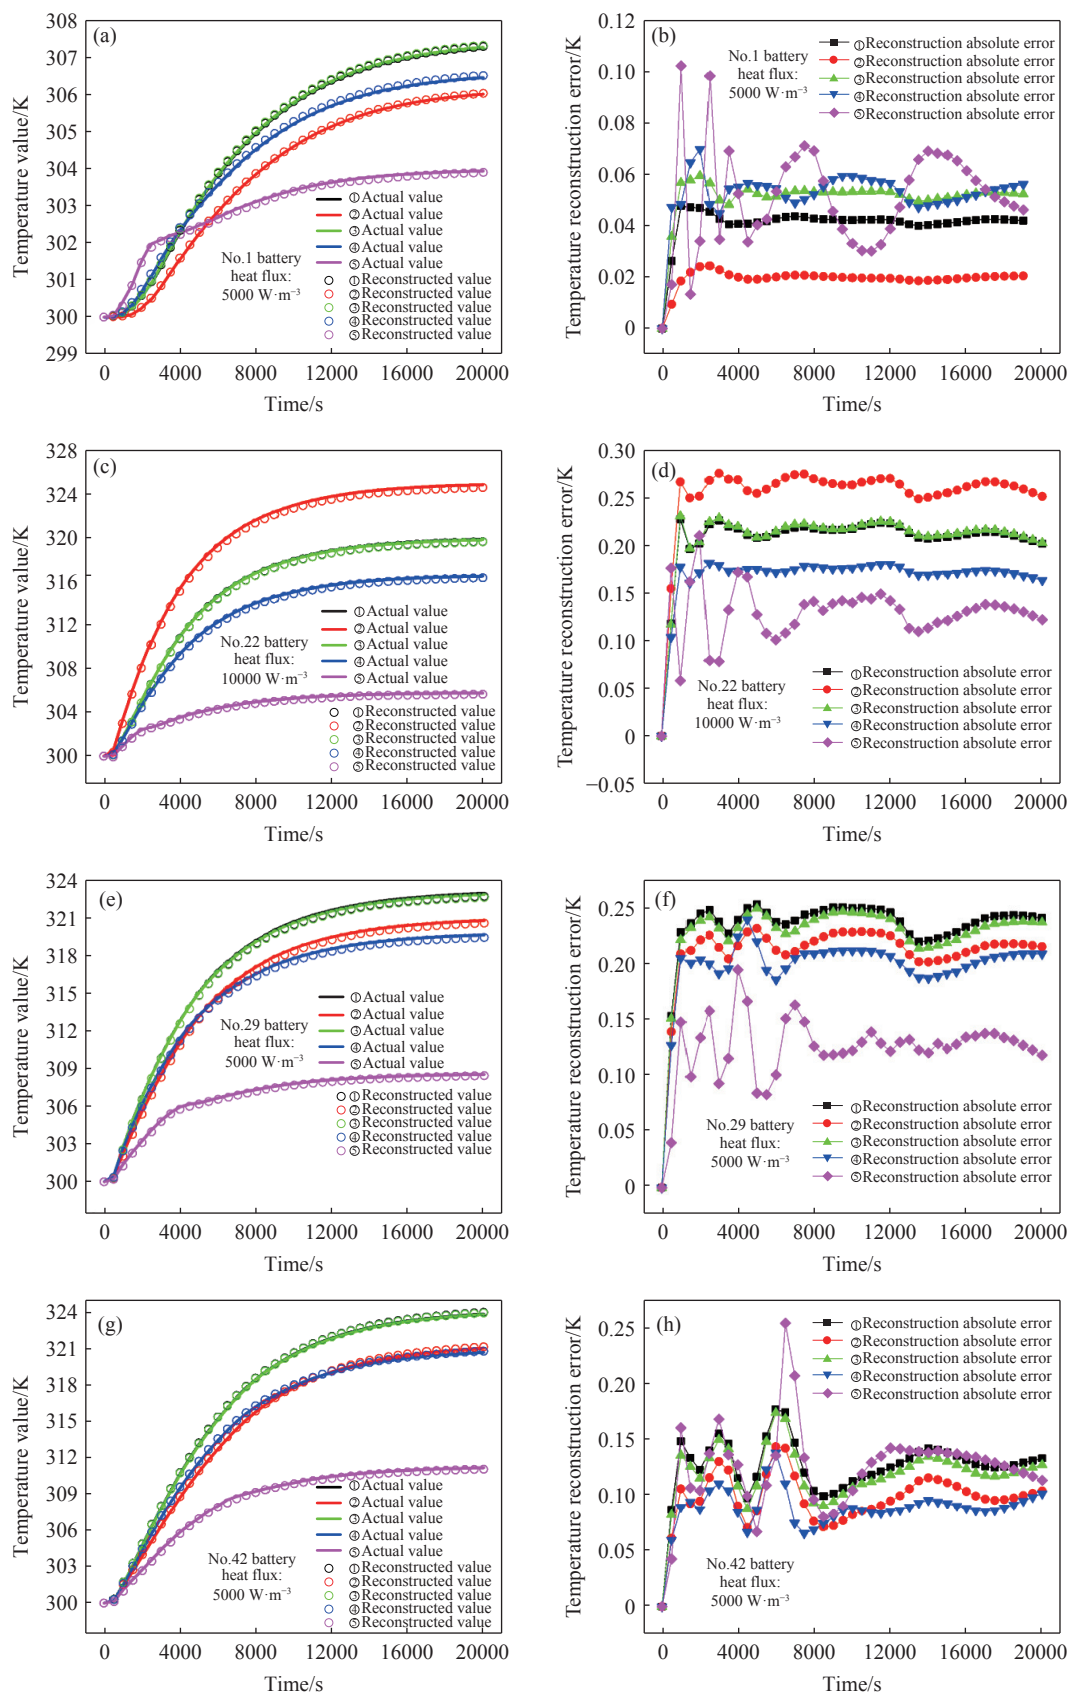 (a)
308
307
306
305
304
303
302
301
300
299
Temperature value/K
No.1 battery
heat flux:
5000 W·m⁻³
①Actual value
②Actual value
③Actual value
④Actual value
⑤Actual value
①Reconstructed value
②Reconstructed value
③Reconstructed value
④Reconstructed value
⑤Reconstructed value
0 4000 8000 12000 16000 20000
Time/s
(b)
0.12
0.10
0.08
0.06
0.04
0.02
0
Temperature reconstruction error/K
No.1 battery
heat flux:
5000 W·m⁻³
①Reconstruction absolute error
②Reconstruction absolute error
③Reconstruction absolute error
④Reconstruction absolute error
⑤Reconstruction absolute error
0 4000 8000 12000 16000 20000
Time/s
(c)
328
324
320
316
312
308
304
300
Temperature value/K
No.22 battery
heat flux:
10000 W·m⁻³
①Actual value
②Actual value
③Actual value
④Actual value
⑤Actual value
①Reconstructed value
②Reconstructed value
③Reconstructed value
④Reconstructed value
⑤Reconstructed value
0 4000 8000 12000 16000 20000
Time/s
(d)
0.30
0.25
0.20
0.15
0.10
0.05
0
−0.05
Temperature reconstruction error/K
No.22 battery
heat flux:
10000 W·m⁻³
①Reconstruction absolute error
②Reconstruction absolute error
③Reconstruction absolute error
④Reconstruction absolute error
⑤Reconstruction absolute error
0 4000 8000 12000 16000 20000
Time/s
(e)
324
321
318
315
312
309
306
303
300
Temperature value/K
No.29 battery
heat flux:
5000 W·m⁻³
①Actual value
②Actual value
③Actual value
④Actual value
⑤Actual value
①Reconstructed value
②Reconstructed value
③Reconstructed value
④Reconstructed value
⑤Reconstructed value
0 4000 8000 12000 16000 20000
Time/s
(f)
0.25
0.20
0.15
0.10
0.05
0
Temperature reconstruction error/K
No.29 battery
heat flux:
5000 W·m⁻³
①Reconstruction absolute error
②Reconstruction absolute error
③Reconstruction absolute error
④Reconstruction absolute error
⑤Reconstruction absolute error
0 4000 8000 12000 16000 20000
Time/s
(g)
324
321
318
315
312
309
306
303
300
Temperature value/K
No.42 battery
heat flux:
5000 W·m⁻³
①Actual value
②Actual value
③Actual value
④Actual value
⑤Actual value
①Reconstructed value
②Reconstructed value
③Reconstructed value
④Reconstructed value
⑤Reconstructed value
0 4000 8000 12000 16000 20000
Time/s
(h)
0.25
0.20
0.15
0.10
0.05
0
Temperature reconstruction error/K
No.42 battery
heat flux:
5000 W·m⁻³
①Reconstruction absolute error
②Reconstruction absolute error
③Reconstruction absolute error
④Reconstruction absolute error
⑤Reconstruction absolute error
0 4000 8000 12000 16000 20000
Time/s